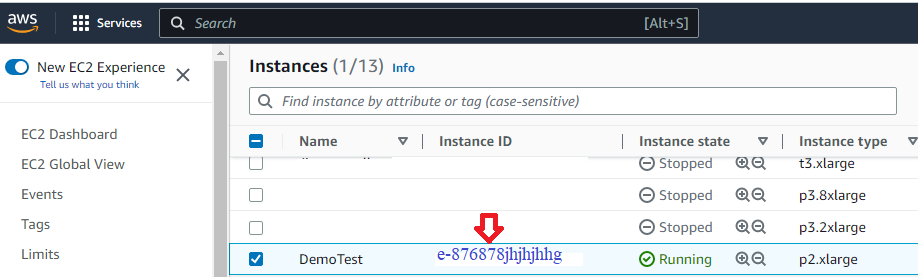 aws
Services
Search
[Alt+S]
New EC2 Experience
Tell us what you think
EC2 Dashboard
EC2 Global View
Events
Tags
Limits
Instances (1/13) Info
Find instance by attribute or tag (case-sensitive)
Name Instance ID Instance state Instance type
Stopped t3.xlarge
Stopped p3.8xlarge
Stopped p3.2xlarge
DemoTest e-876878jhjhjhhg Running p2.xlarge